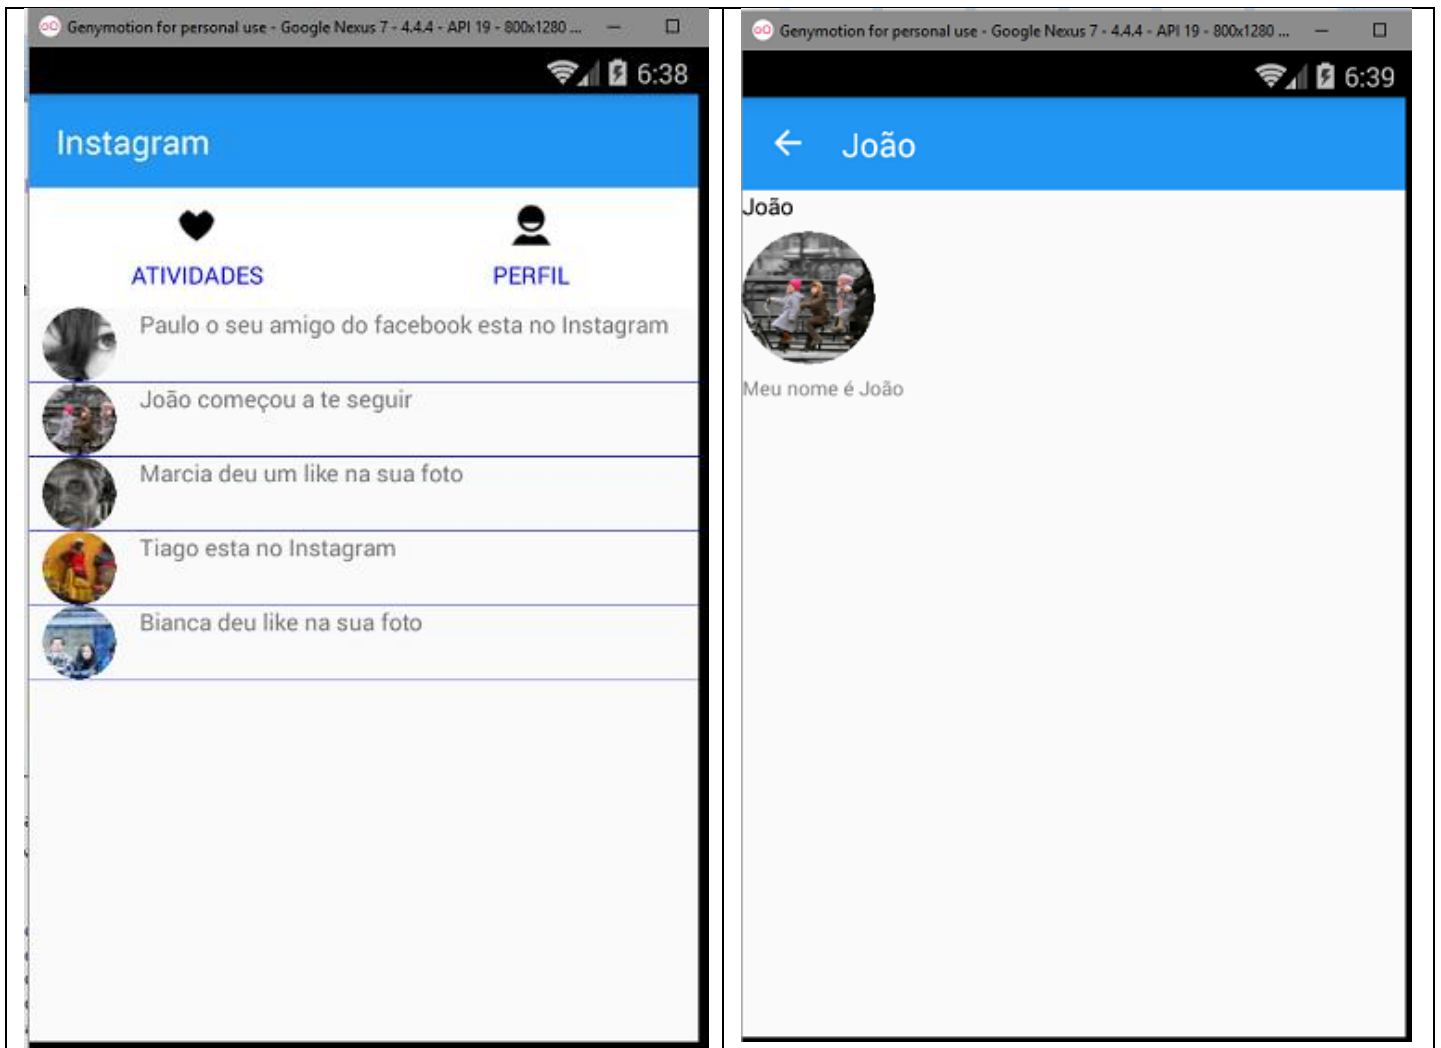 Genymotion for personal use - Google Nexus 7 - 4.4.4 - API 19 - 800x1280 ...
6:38
Instagram
ATIVIDADES PERFIL
Paulo o seu amigo do facebook esta no Instagram
João começou a te seguir
Marcia deu um like na sua foto
Tiago esta no Instagram
Bianca deu like na sua foto
Genymotion for personal use - Google Nexus 7 - 4.4.4 - API 19 - 800x1280 ...
6:39
João
João
Meu nome é João